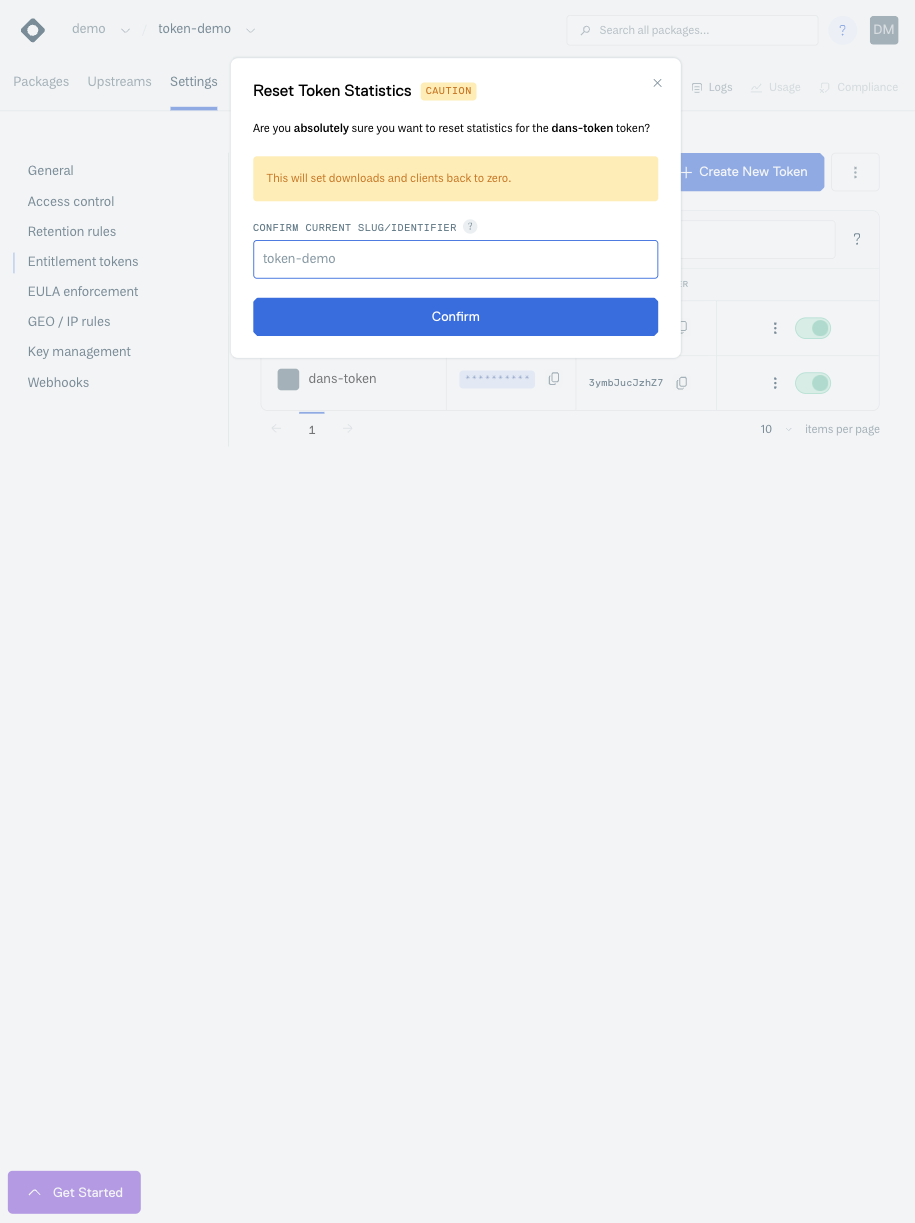 demo / token-demo
Search all packages...
?
DM
Packages
Upstreams
Settings
Logs
Usage
Compliance
Reset Token Statistics
CAUTION
Are you absolutely sure you want to reset statistics for the dans-token token?
This will set downloads and clients back to zero.
CONFIRM CURRENT SLUG/IDENTIFIER ?
token-demo
Confirm
General
Access control
Retention rules
Entitlement tokens
EULA enforcement
GEO / IP rules
Key management
Webhooks
Create New Token
?
dans-token
**********
3ymbJucJzhZ7
1
10
items per page
Get Started